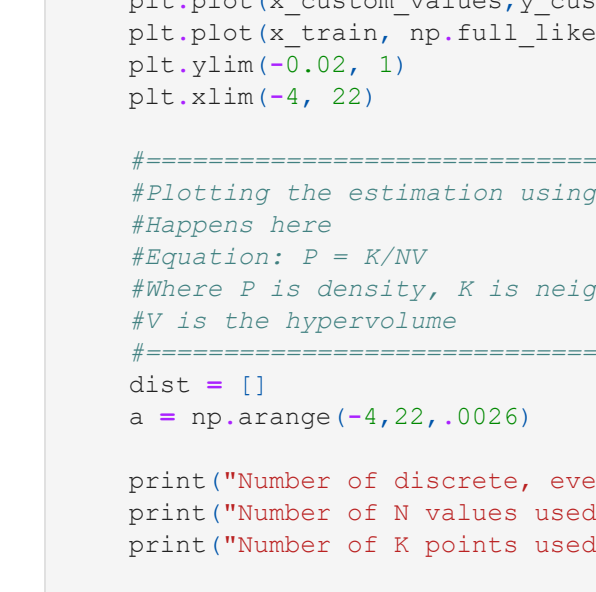 plt.plot(x_custom_values,y_cus
plt.plot(x_train, np.full_like
plt.ylim(-0.02, 1)
plt.xlim(-4, 22)
#=============================
#Plotting the estimation using
#Happens here
#Equation: P = K/NV
#Where P is density, K is neig
#V is the hypervolume
#=============================
dist = []
a = np.arange(-4,22,.0026)
print("Number of discrete, eve
print("Number of N values used
print("Number of K points used